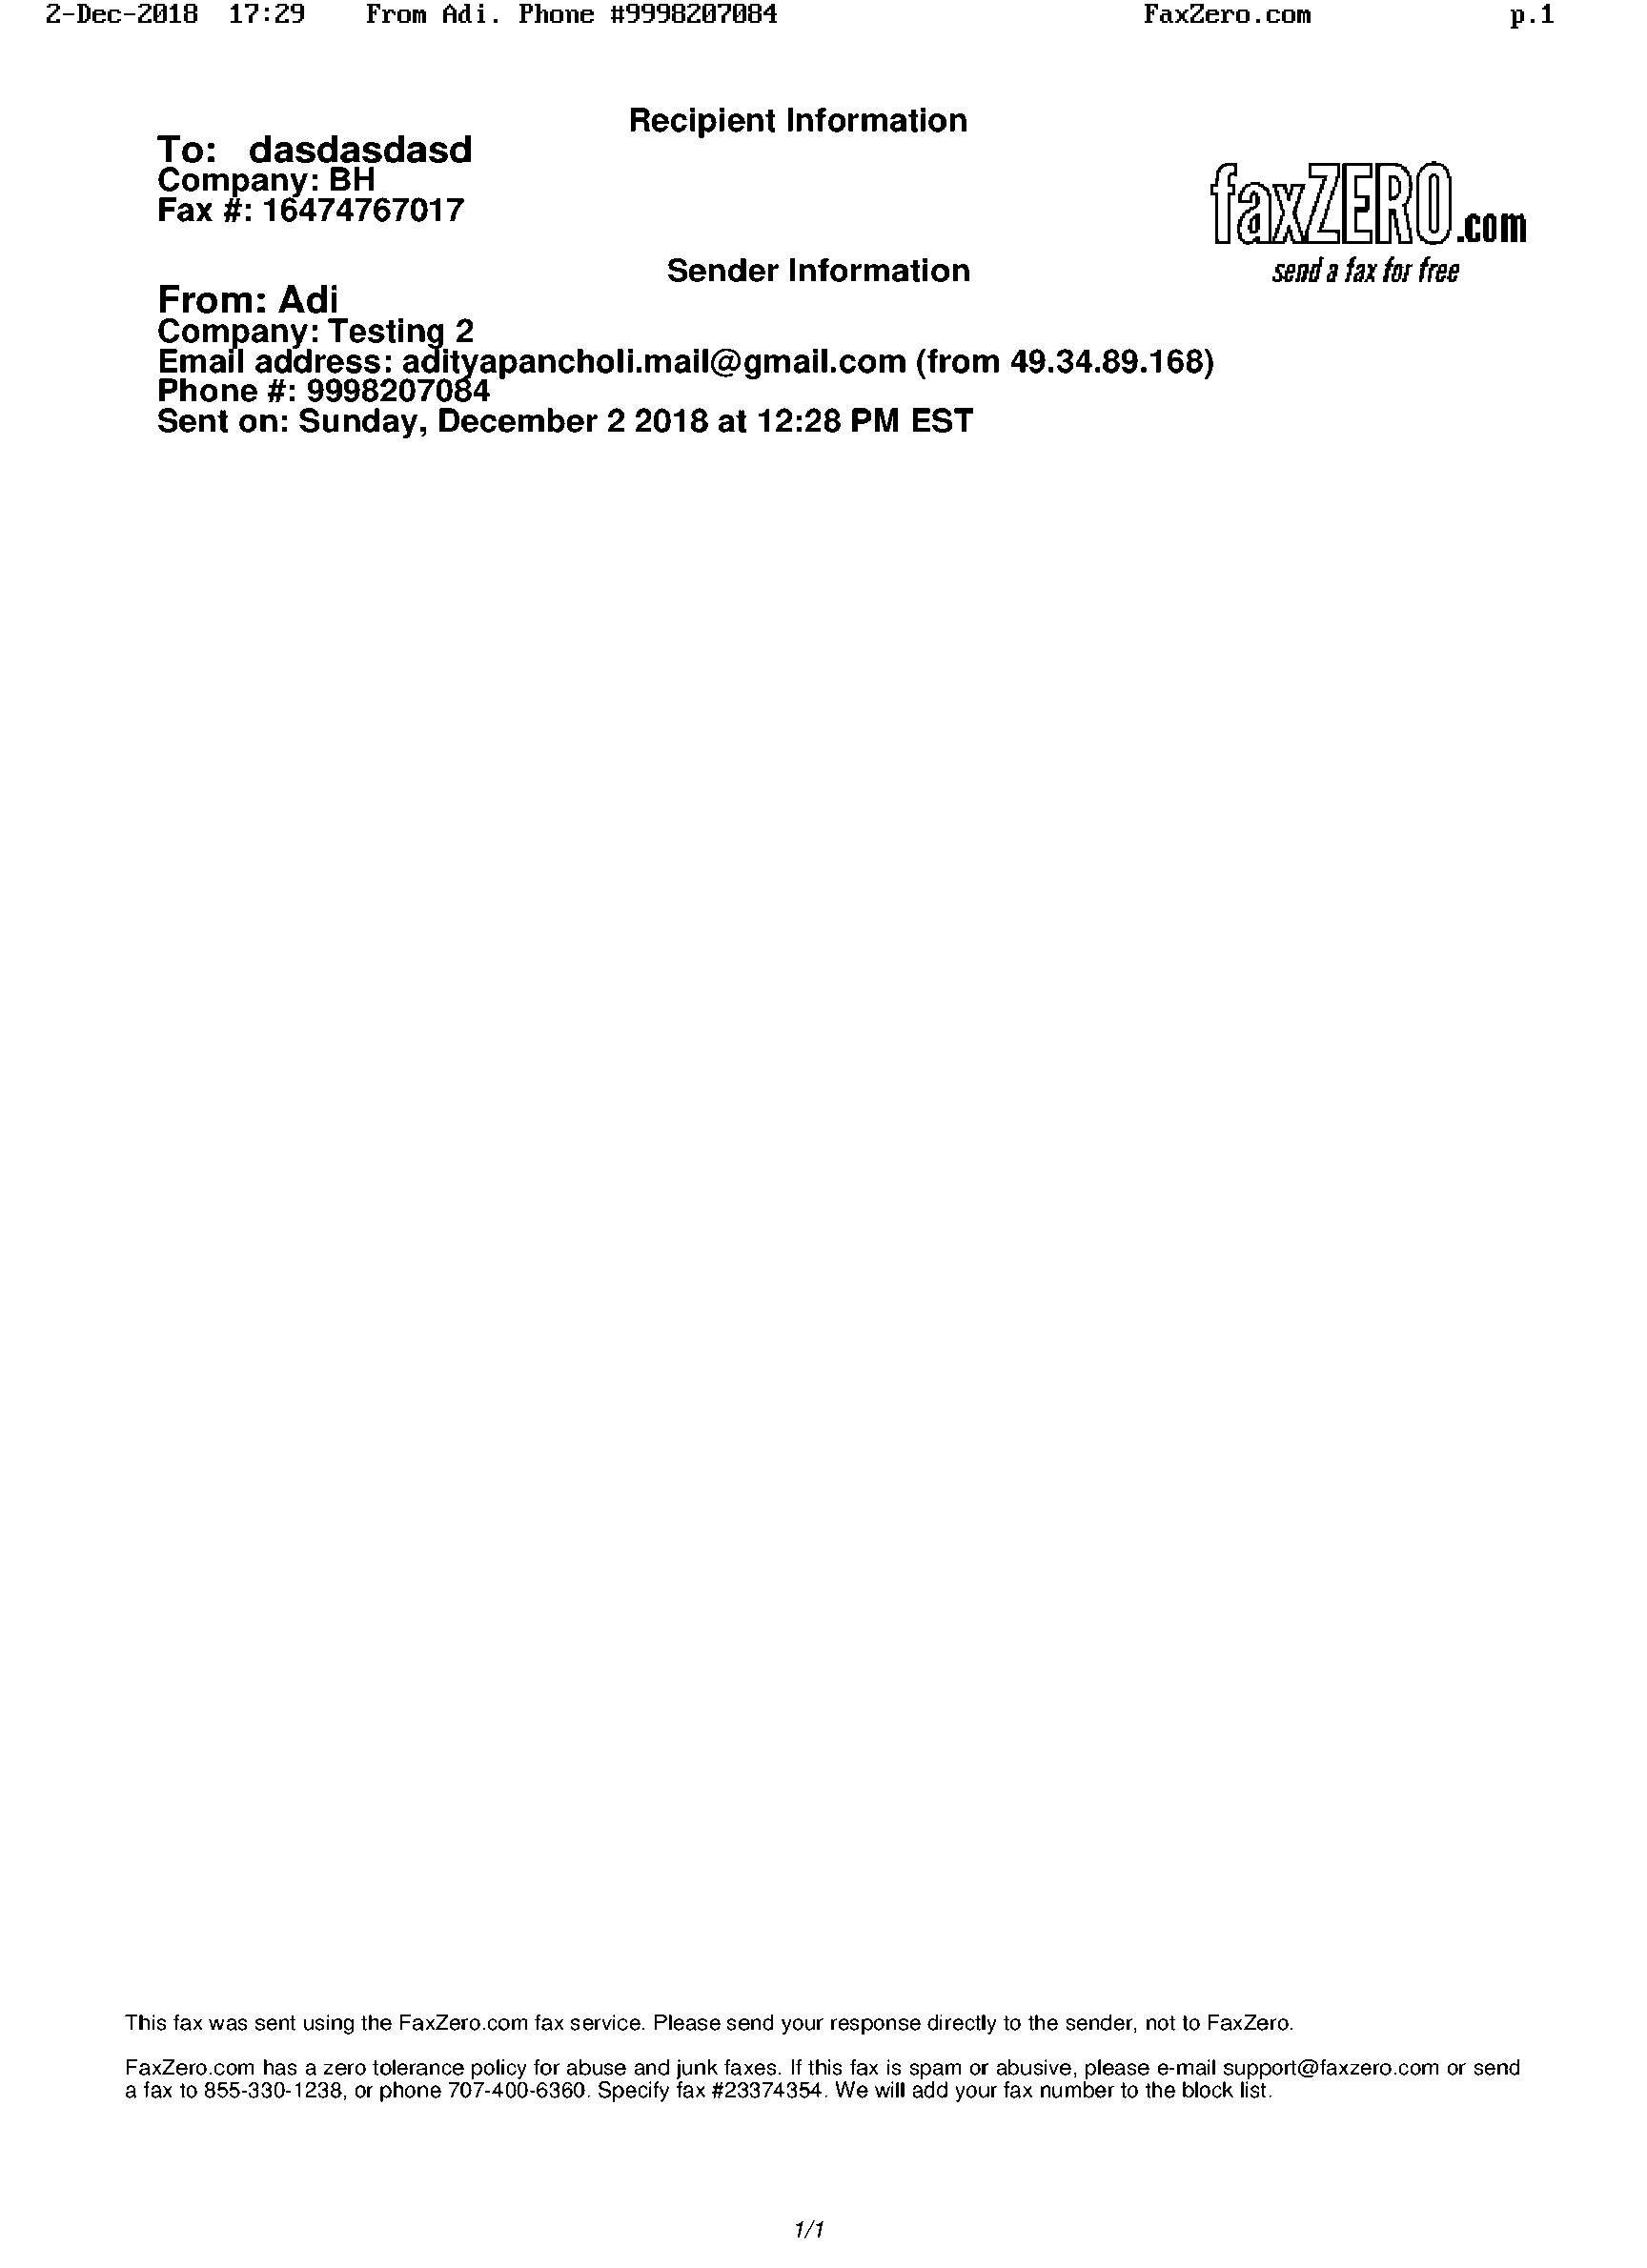 2-Dec-2018 17:29 From Adi. Phone #9998207084 FaxZero.com p.1
Recipient Information
To: dasdasdasd
Company: BH
Fax #: 16474767017
faxZERO.com
send a fax for free
Sender Information
From: Adi
Company: Testing 2
Email address: adityapancholi.mail@gmail.com (from 49.34.89.168)
Phone #: 9998207084
Sent on: Sunday, December 2 2018 at 12:28 PM EST
This fax was sent using the FaxZero.com fax service. Please send your response directly to the sender, not to FaxZero.
FaxZero.com has a zero tolerance policy for abuse and junk faxes. If this fax is spam or abusive, please e-mail support@faxzero.com or send
a fax to 855-330-1238, or phone 707-400-6360. Specify fax #23374354. We will add your fax number to the block list.
1/1